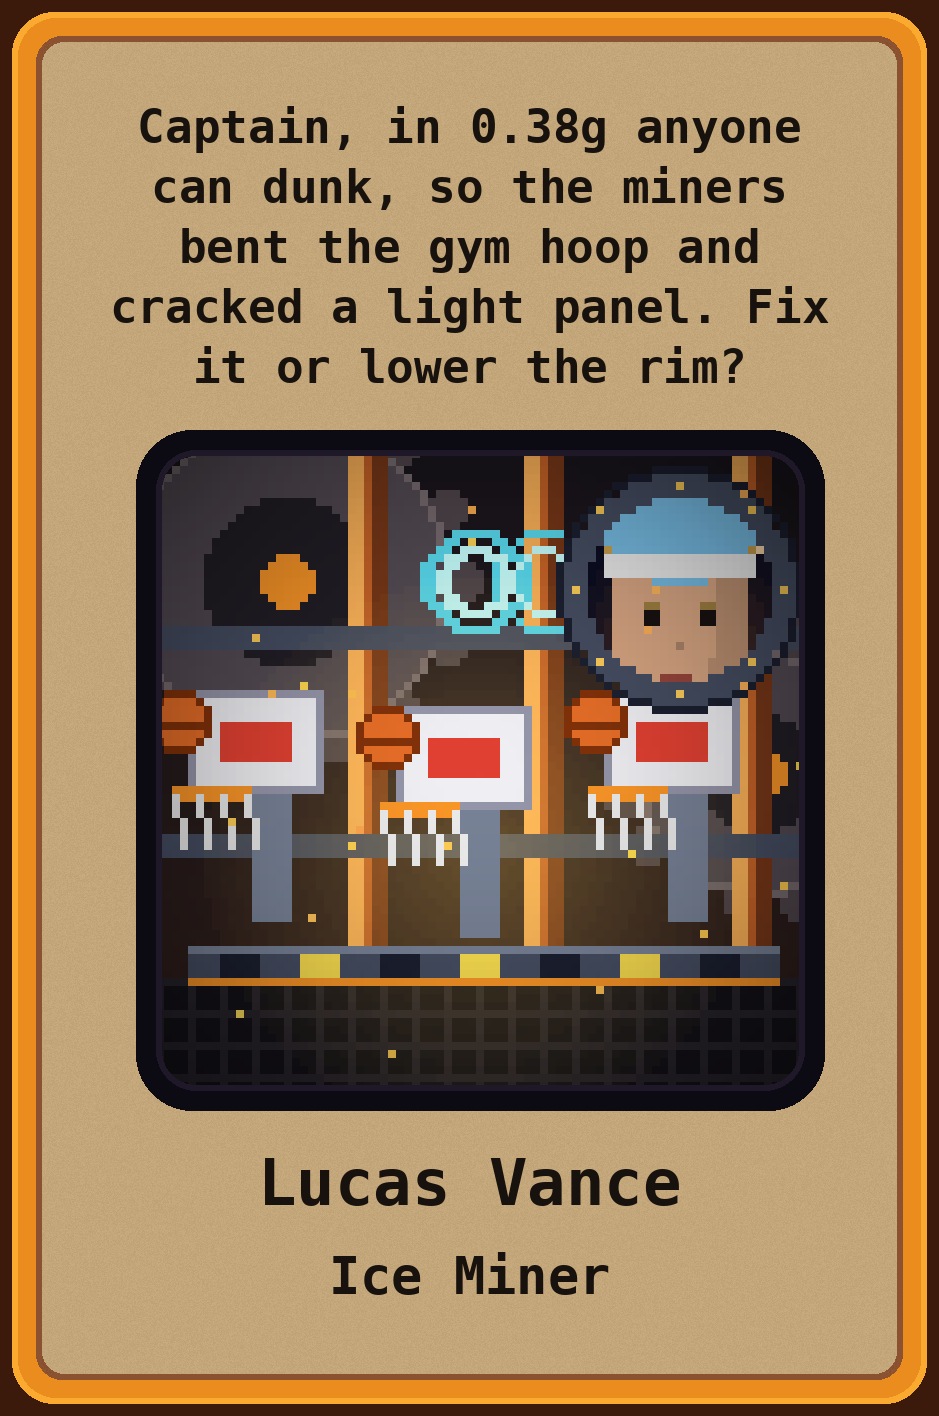 Captain, in 0.38g anyone
can dunk, so the miners
bent the gym hoop and
cracked a light panel. Fix
it or lower the rim?
Lucas Vance
Ice Miner